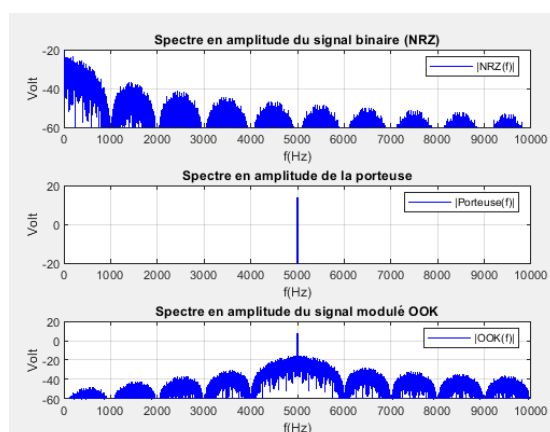 Spectre en amplitude du signal binaire (NRZ)
-20
-40
-60
Volt
|NRZ(f)|
0 1000 2000 3000 4000 5000 6000 7000 8000 9000 10000
f(Hz)
Spectre en amplitude de la porteuse
20
0
-20
Volt
|Porteuse(f)|
0 1000 2000 3000 4000 5000 6000 7000 8000 9000 10000
f(Hz)
Spectre en amplitude du signal modulé OOK
20
0
-20
-40
-60
Volt
|OOK(f)|
0 1000 2000 3000 4000 5000 6000 7000 8000 9000 10000
f(Hz)